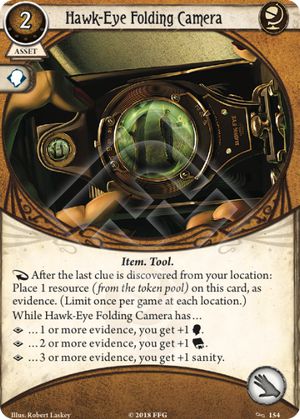 2
Hawk-Eye Folding Camera
ASSET
HAWK-EYE
Item. Tool.
After the last clue is discovered from your location:
Place 1 resource (from the token pool) on this card, as
evidence. (Limit once per game at each location.)
While Hawk-Eye Folding Camera has...
...1 or more evidence, you get +1
...2 or more evidence, you get +1
...3 or more evidence, you get +1 sanity.
Illus. Robert Laskey
© 2018 FFG
154